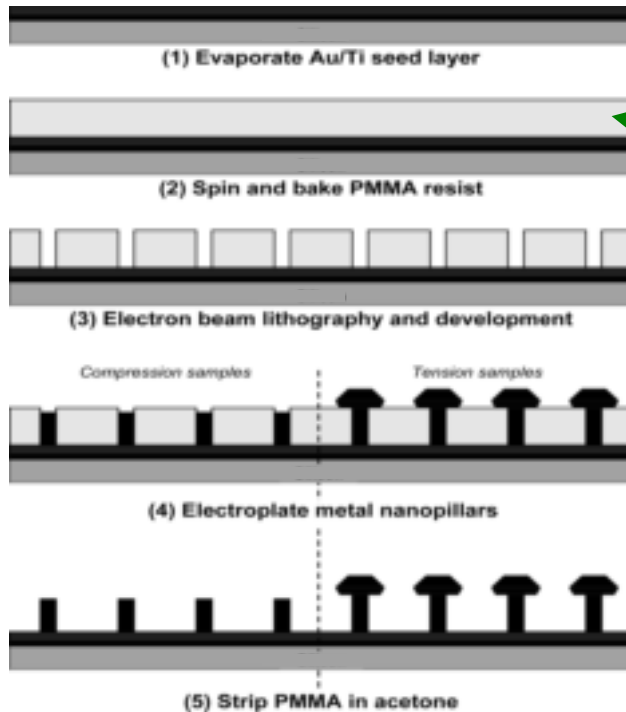 (1) Evaporate Au/Ti seed layer
(2) Spin and bake PMMA resist
(3) Electron beam lithography and development
Compression samples
Tension samples
(4) Electroplate metal nanopillars
(5) Strip PMMA in acetone